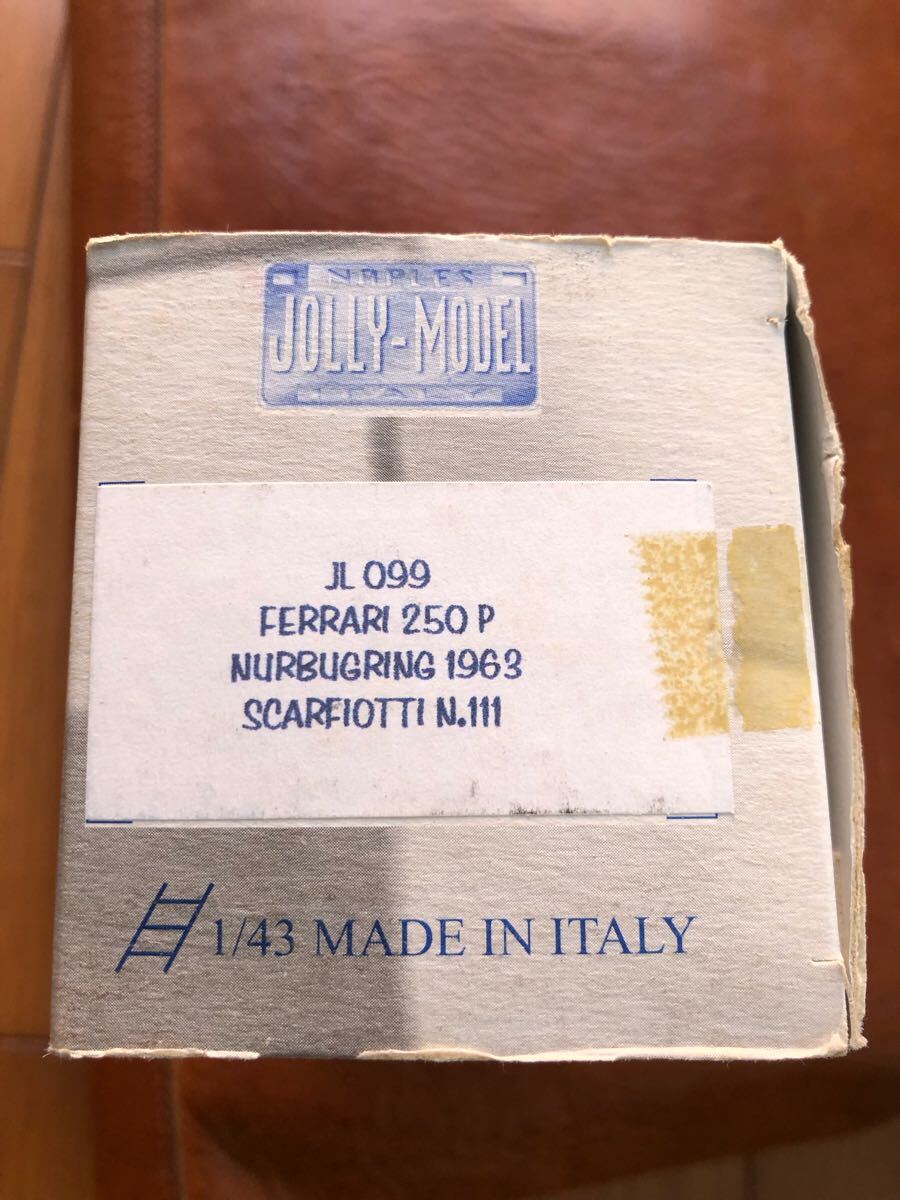 NAPLES
JOLLY-MODEL
ITALY
JL 099
FERRARI 250 P
NURBUGRING 1963
SCARFIOTTI N.111
1/43 MADE IN ITALY